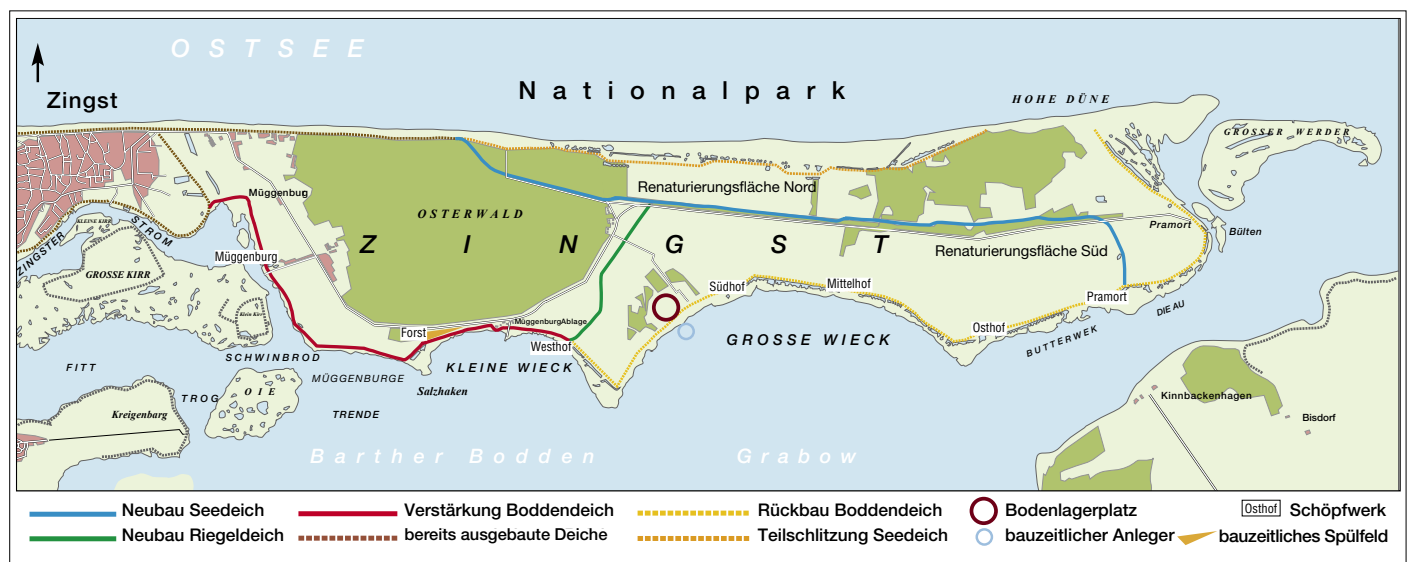 OSTSEE
Zingst
Nationalpark
HOHE DÜNE
GROSSER WERDER
Müggenbug
Renaturierungsfläche Nord
OSTERWALD
KLEINE KIRR
ZINGSTER STROM
ZINGST
Pramort
Bülten
Müggenburg
Renaturierungsfläche Süd
GROSSE KIRR
Klein Kirr
Südhof
Mittelhof
Pramort
DIE AU
MüggenburgAblage
Forst
Osthof
Westhof
GROSSE WIECK
BUTTERWEK
SCHWINBROD
FITT
KLEINE WIECK
MÜGGENBURGE
OIE
Salzhaken
TROG
Kinnbackenhagen
Kreigenbarg
TRENDE
Bisdorf
Barther Bodden
Grabow
Neubau Seedeich
Verstärkung Boddendeich
Rückbau Boddendeich
Bodenlagerplatz
Osthof Schöpfwerk
Neubau Riegeldeich
bereits ausgebaute Deiche
Teilschlitzung Seedeich
bauzeitlicher Anleger
bauzeitliches Spülfeld